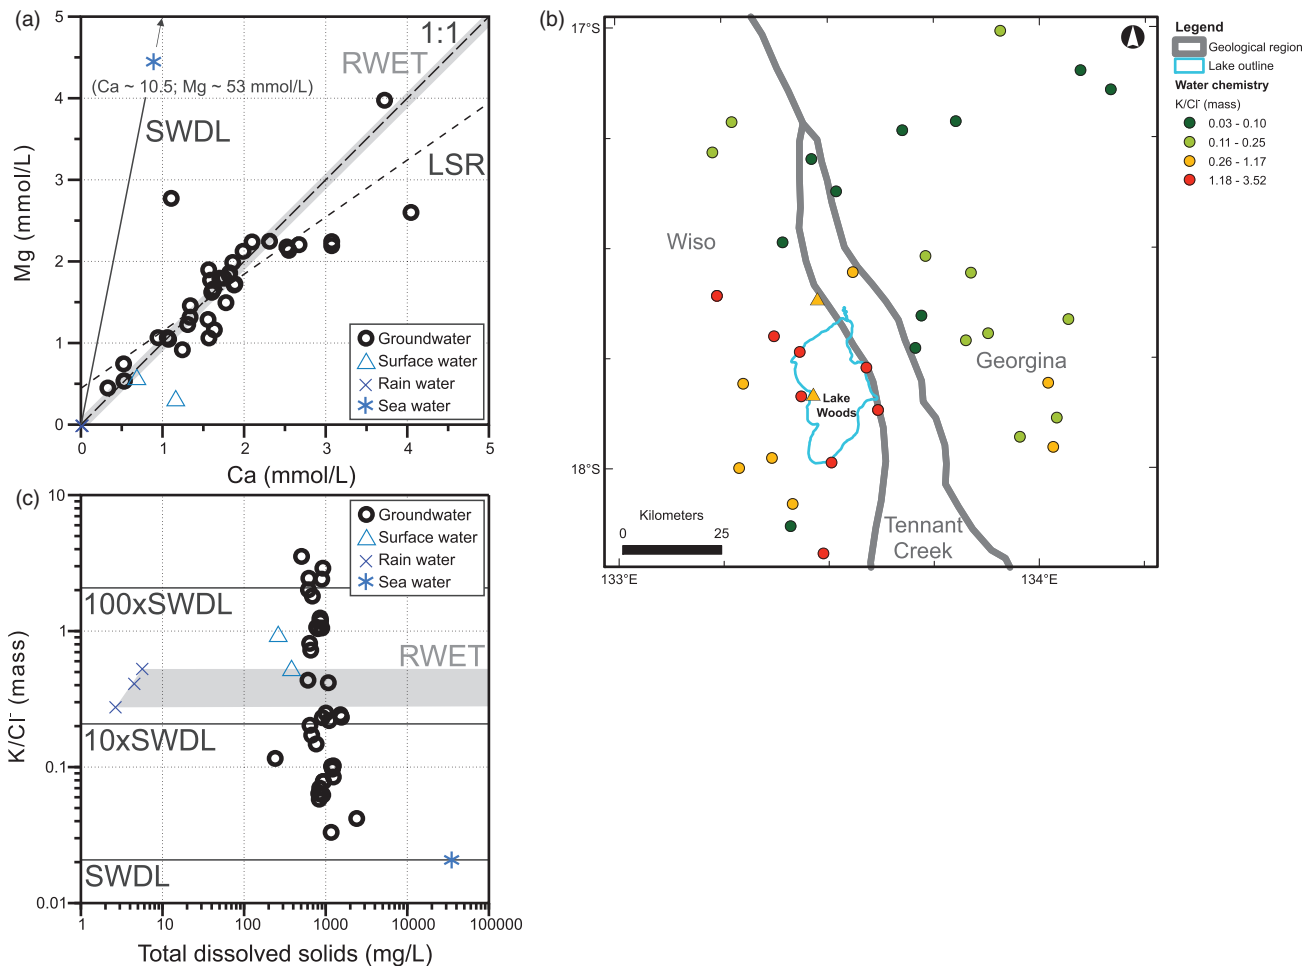 (a)
5
4
3
2
1
0
Mg (mmol/L)
1:1
RWET
(Ca ~ 10.5; Mg ~ 53 mmol/L)
SWDL
LSR
Groundwater
Surface water
Rain water
Sea water
0
1
2
3
4
5
Ca (mmol/L)
(b)
17°S
18°S
133°E
134°E
Wiso
Georgina
Lake
Woods
Tennant
Creek
Kilometers
0
25
Legend
Geological region
Lake outline
Water chemistry
K/Cl⁻ (mass)
0.03 - 0.10
0.11 - 0.25
0.26 - 1.17
1.18 - 3.52
(c)
10
1
0.1
0.01
K/Cl⁻ (mass)
Groundwater
Surface water
Rain water
Sea water
100xSWDL
RWET
10xSWDL
SWDL
1
10
100
1000
10000
100000
Total dissolved solids (mg/L)